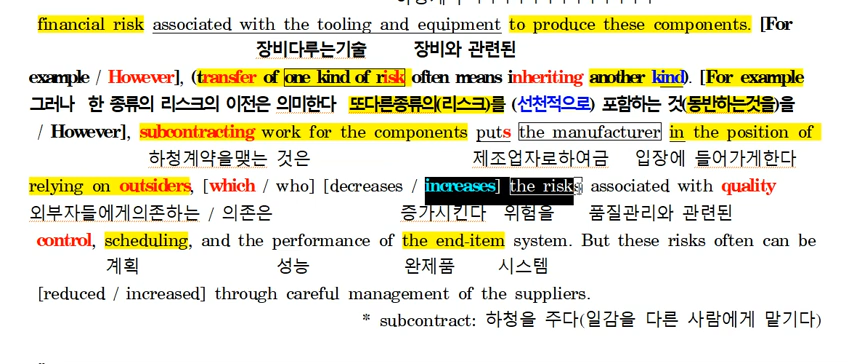 financial risk associated with the tooling and equipment to produce these components. [For
장비다루는기술 장비와 관련된
example / However], (transfer of one kind of risk often means inheriting another kind). [For example
그러나 한 종류의 리스크의 이전은 의미한다 또다른종류의(리스크)를 (선천적으로) 포함하는 것(동반하는것을)을
/ However], subcontracting work for the components puts the manufacturer in the position of
하청계약을맺는 것은 제조업자로하여금 입장에 들어가게한다
relying on outsiders, [which / who] [decreases / increases] the risks associated with quality
외부자들에게의존하는 / 의존은 증가시킨다 위험을 품질관리와 관련된
control, scheduling, and the performance of the end-item system. But these risks often can be
계획 성능 완제품 시스템
[reduced / increased] through careful management of the suppliers.
* subcontract: 하청을 주다(일감을 다른 사람에게 맡기다)